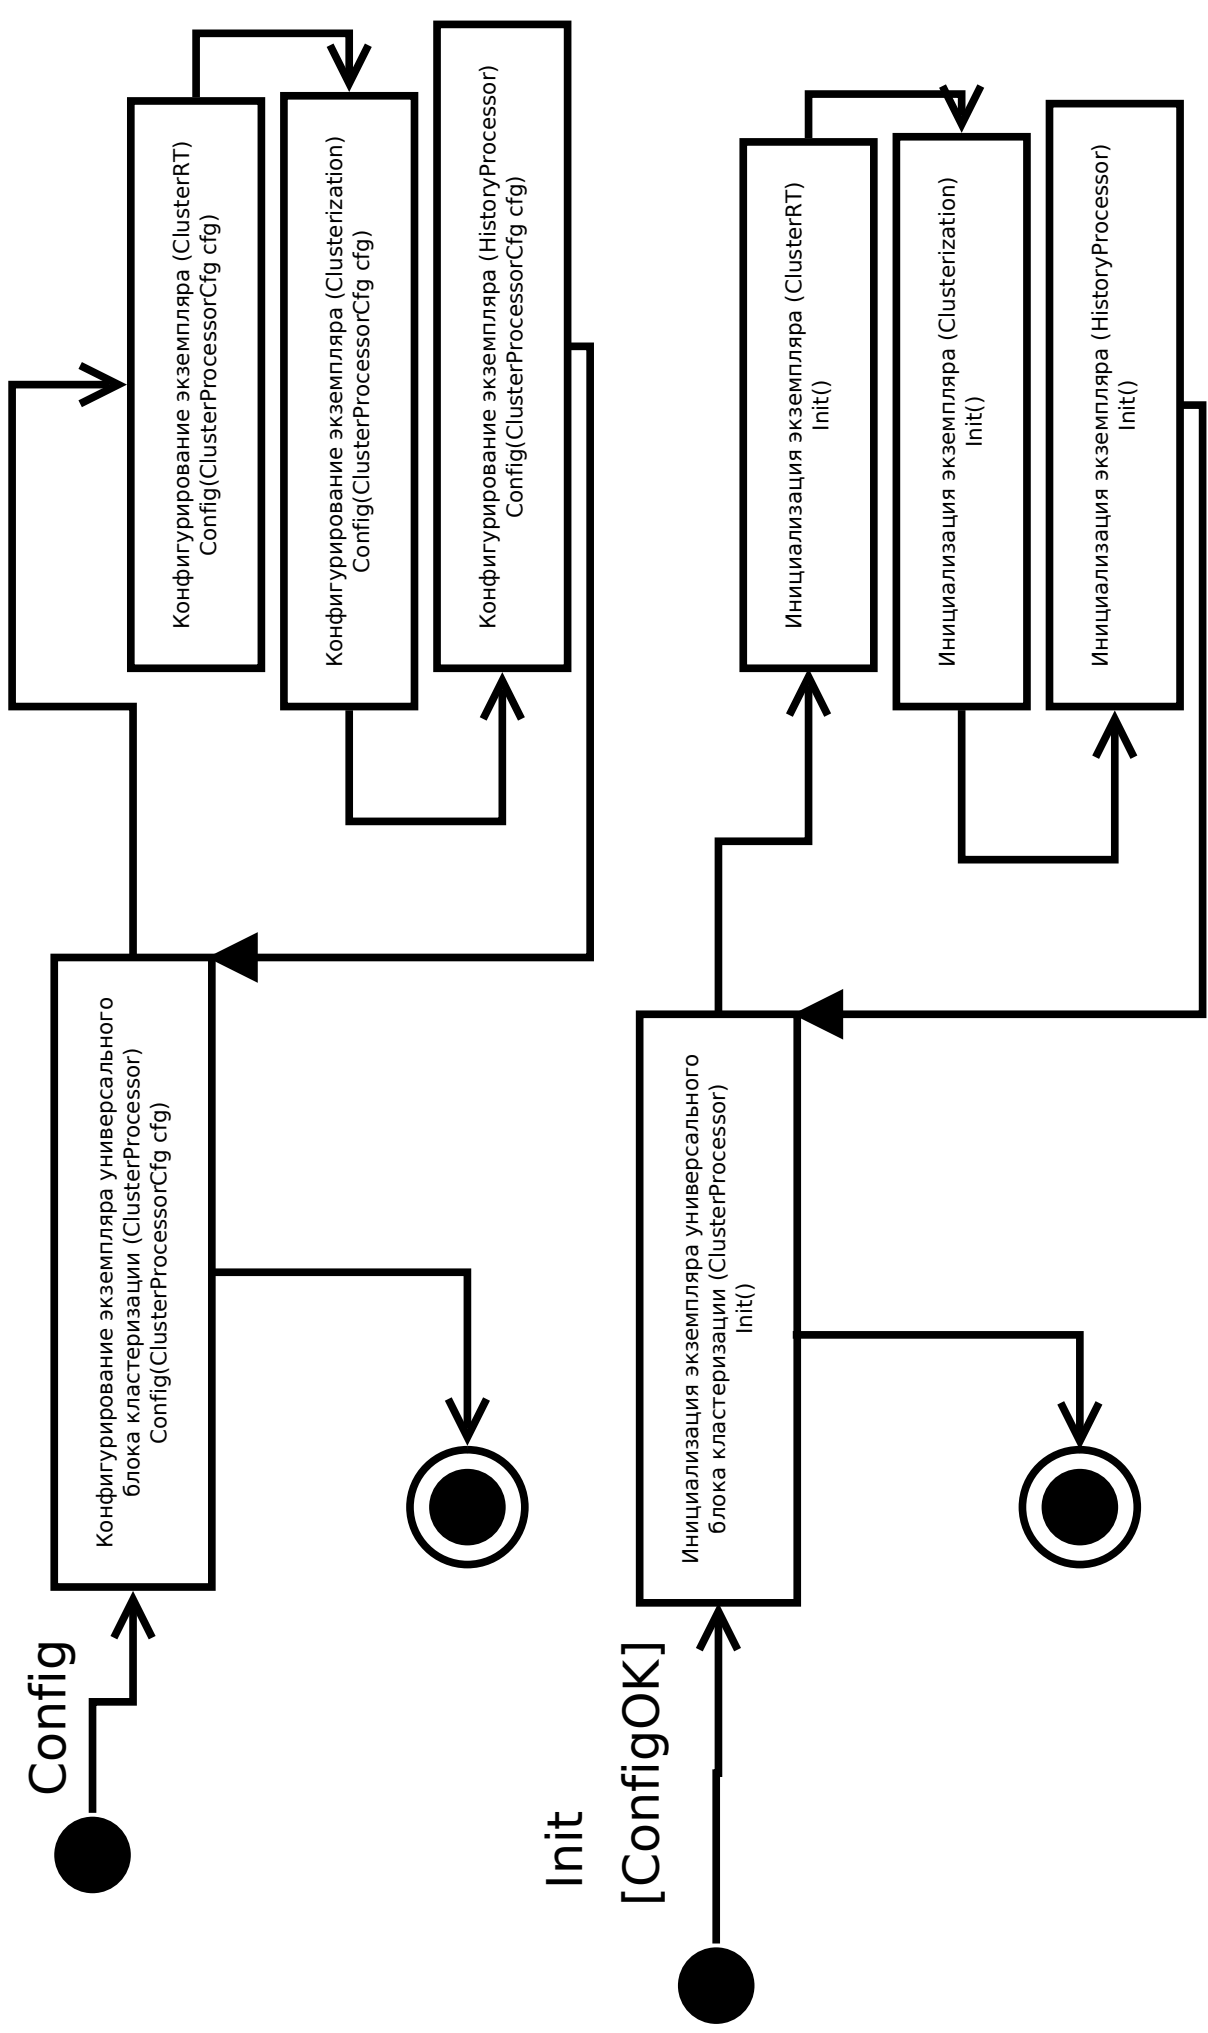 Config
Конфигурирование экземпляра универсального
блока кластеризации (ClusterProcessor)
Config(ClusterProcessorCfg cfg)
Конфигурирование экземпляра (ClusterRT)
Config(ClusterProcessorCfg cfg)
Конфигурирование экземпляра (Clusterization)
Config(ClusterProcessorCfg cfg)
Конфигурирование экземпляра (HistoryProcessor)
Config(ClusterProcessorCfg cfg)
Init
[ConfigOK]
Инициализация экземпляра универсального
блока кластеризации (ClusterProcessor)
Init()
Инициализация экземпляра (ClusterRT)
Init()
Инициализация экземпляра (Clusterization)
Init()
Инициализация экземпляра (HistoryProcessor)
Init()